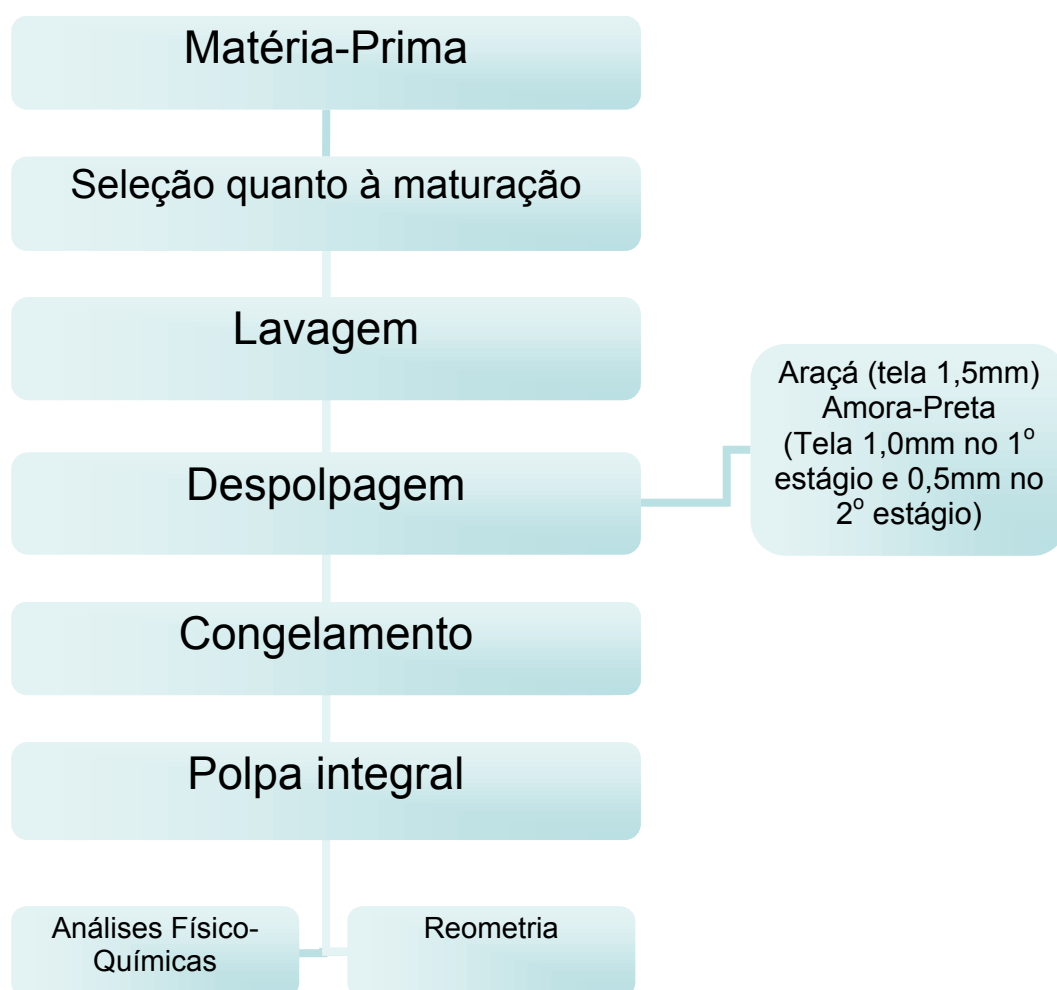 Matéria-Prima
Seleção quanto à maturação
Lavagem
Despolpagem
Araçá (tela 1,5mm)
Amora-Preta
(Tela 1,0mm no 1º
estágio e 0,5mm no
2º estágio)
Congelamento
Polpa integral
Análises Físico-
Químicas
Reometria